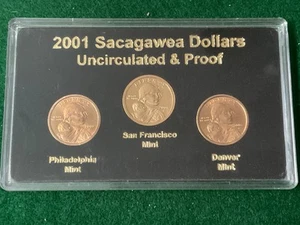 2001 Sacagawea Dollars
Uncirculated & Proof
San Francisco
Mint
Philadelphia
Mint
Denver
Mint